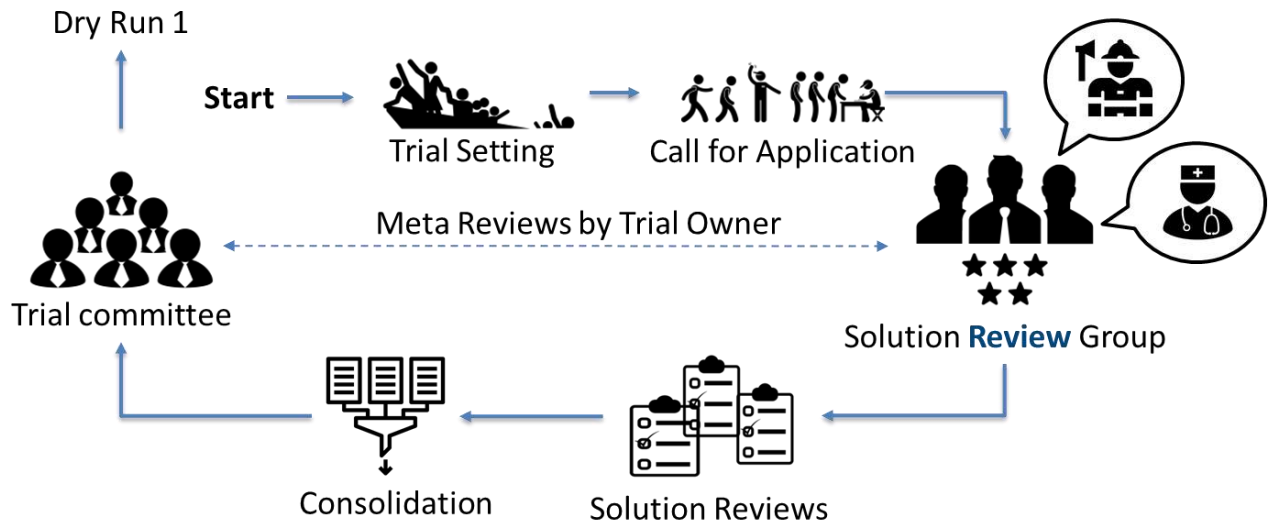 Dry Run 1
Start
Trial Setting
Call for Application
Meta Reviews by Trial Owner
Trial committee
Solution Review Group
Consolidation
Solution Reviews